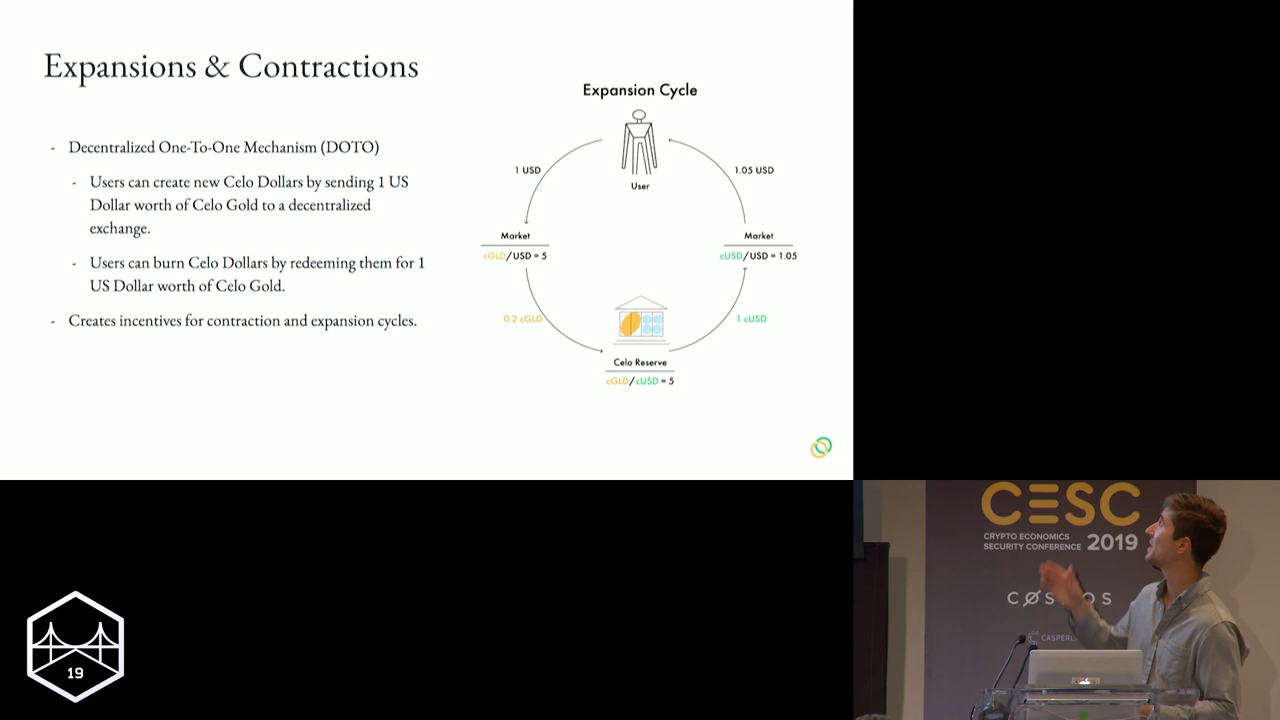 Expansions & Contractions
- Decentralized One-To-One Mechanism (DOTO)
- Users can create new Celo Dollars by sending 1 US
Dollar worth of Celo Gold to a decentralized
exchange.
- Users can burn Celo Dollars by redeeming them for 1
US Dollar worth of Celo Gold.
- Creates incentives for contraction and expansion cycles.
Expansion Cycle
User
1 USD
1.05 USD
Market
cGLD/USD = 5
Market
cUSD/USD = 1.05
0.2 cGLD
1 cUSD
Celo Reserve
cGLD/cUSD = 5
CESC
CRYPTO ECONOMICS
SECURITY CONFERENCE 2019
19